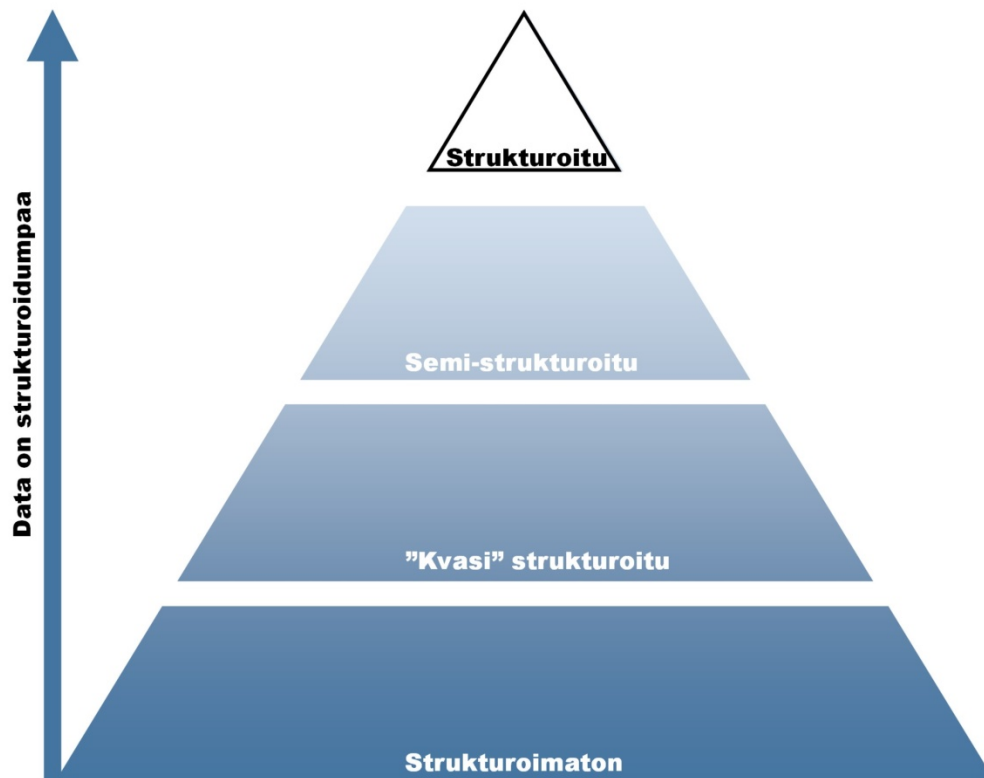 Strukturoitu
Semi-strukturoitu
”Kvasi” strukturoitu
Strukturoimaton
Data on strukturoidumpaa